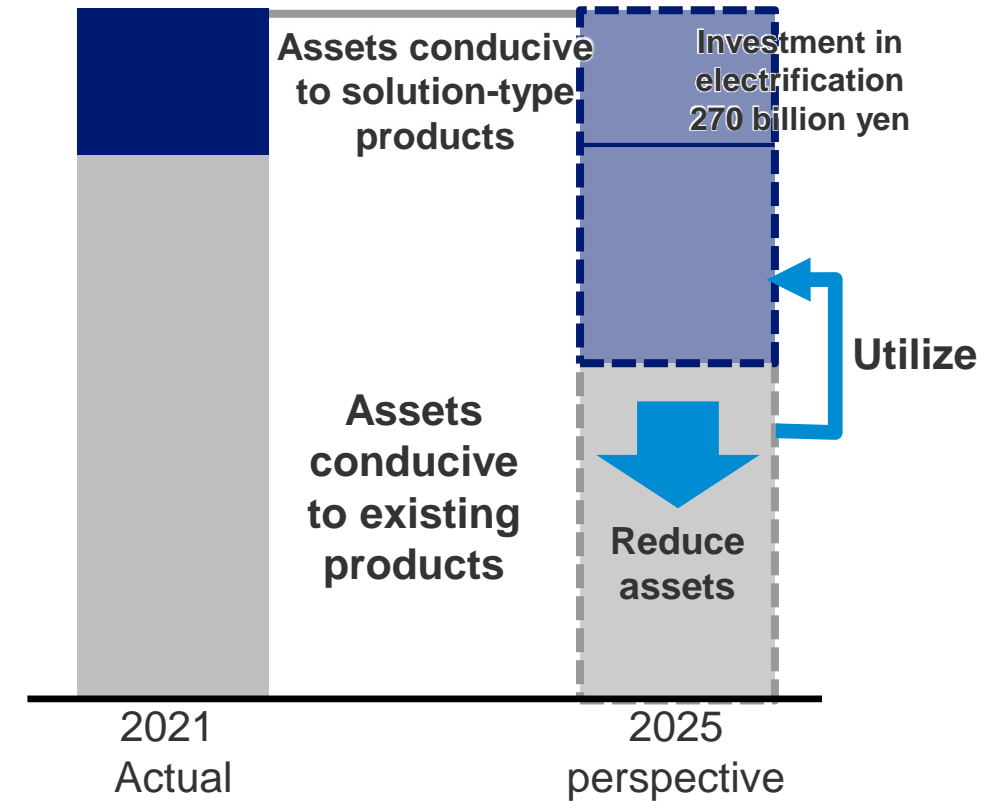 Assets conducive
to solution-type
products
Investment in
electrification
270 billion yen
Utilize
Assets
conducive
to existing
products
Reduce
assets
2021
Actual
2025
perspective